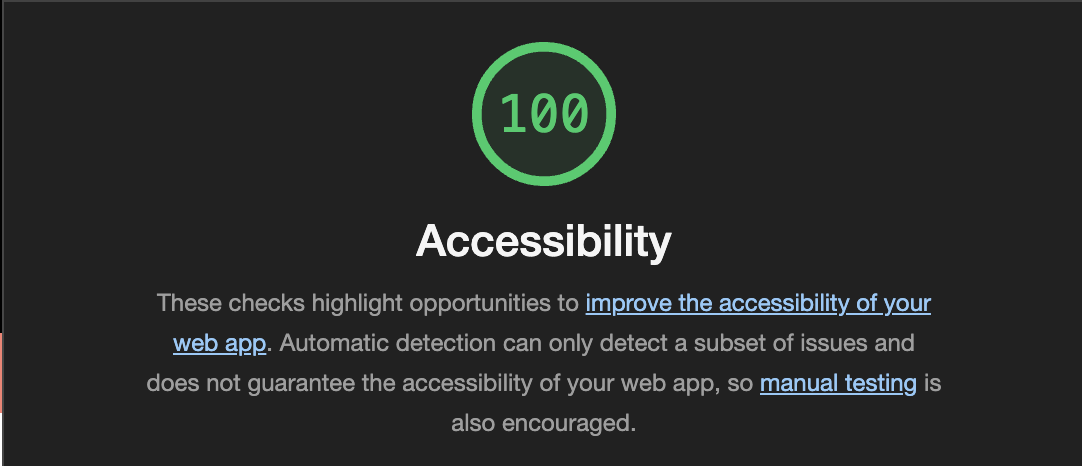 100
Accessibility
These checks highlight opportunities to improve the accessibility of your
web app. Automatic detection can only detect a subset of issues and
does not guarantee the accessibility of your web app, so manual testing is
also encouraged.